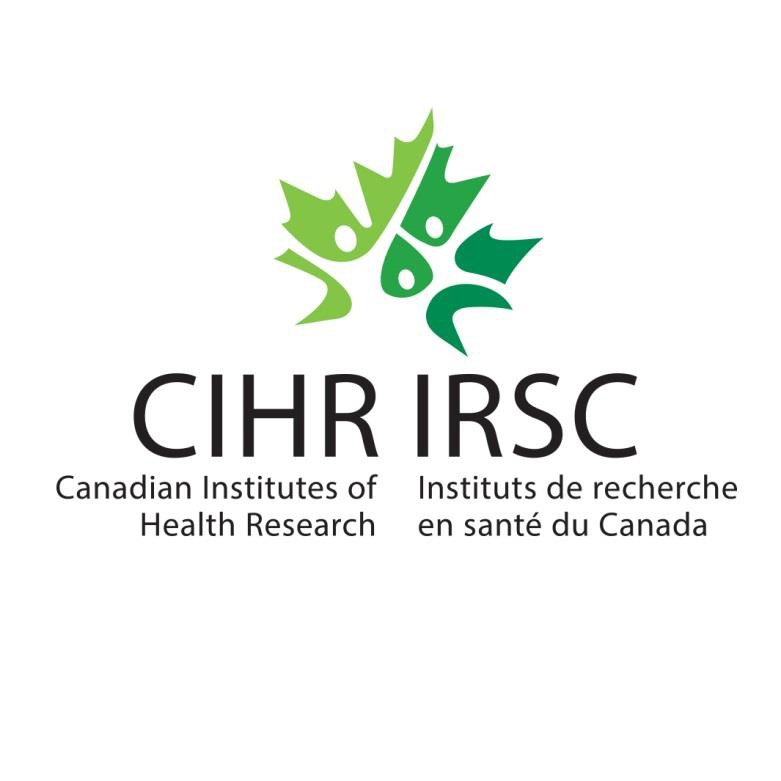 CIHR IRSC
Canadian Institutes of
Health Research
Instituts de recherche
en santé du Canada